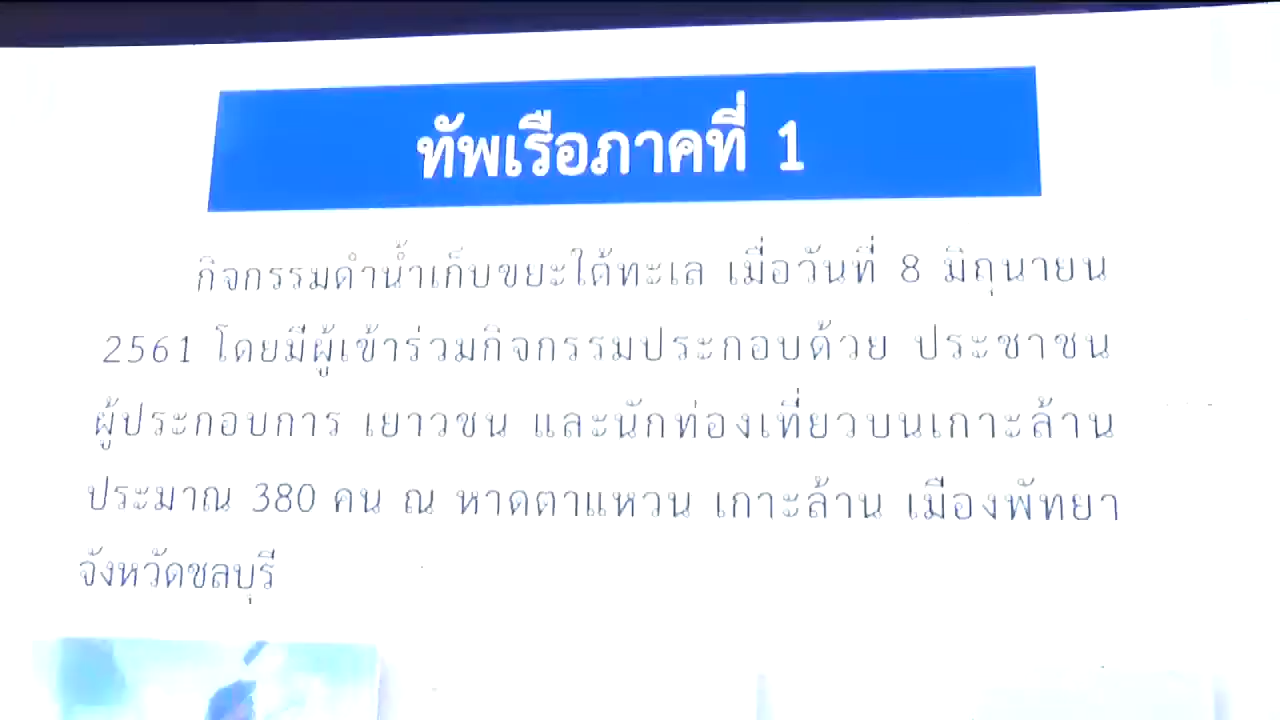 ทัพเรือภาคที่ 1
กิจกรรมดำน้ำเก็บขยะใต้ทะเล เมื่อวันที่ 8 มิถุนายน
2561 โดยมีผู้เข้าร่วมกิจกรรมประกอบด้วย ประชาชน
ผู้ประกอบการ เยาวชน และนักท่องเที่ยวบนเกาะล้าน
ประมาณ 380 คน ณ หาดตาแหวน เกาะล้าน เมืองพัทยา
จังหวัดชลบุรี